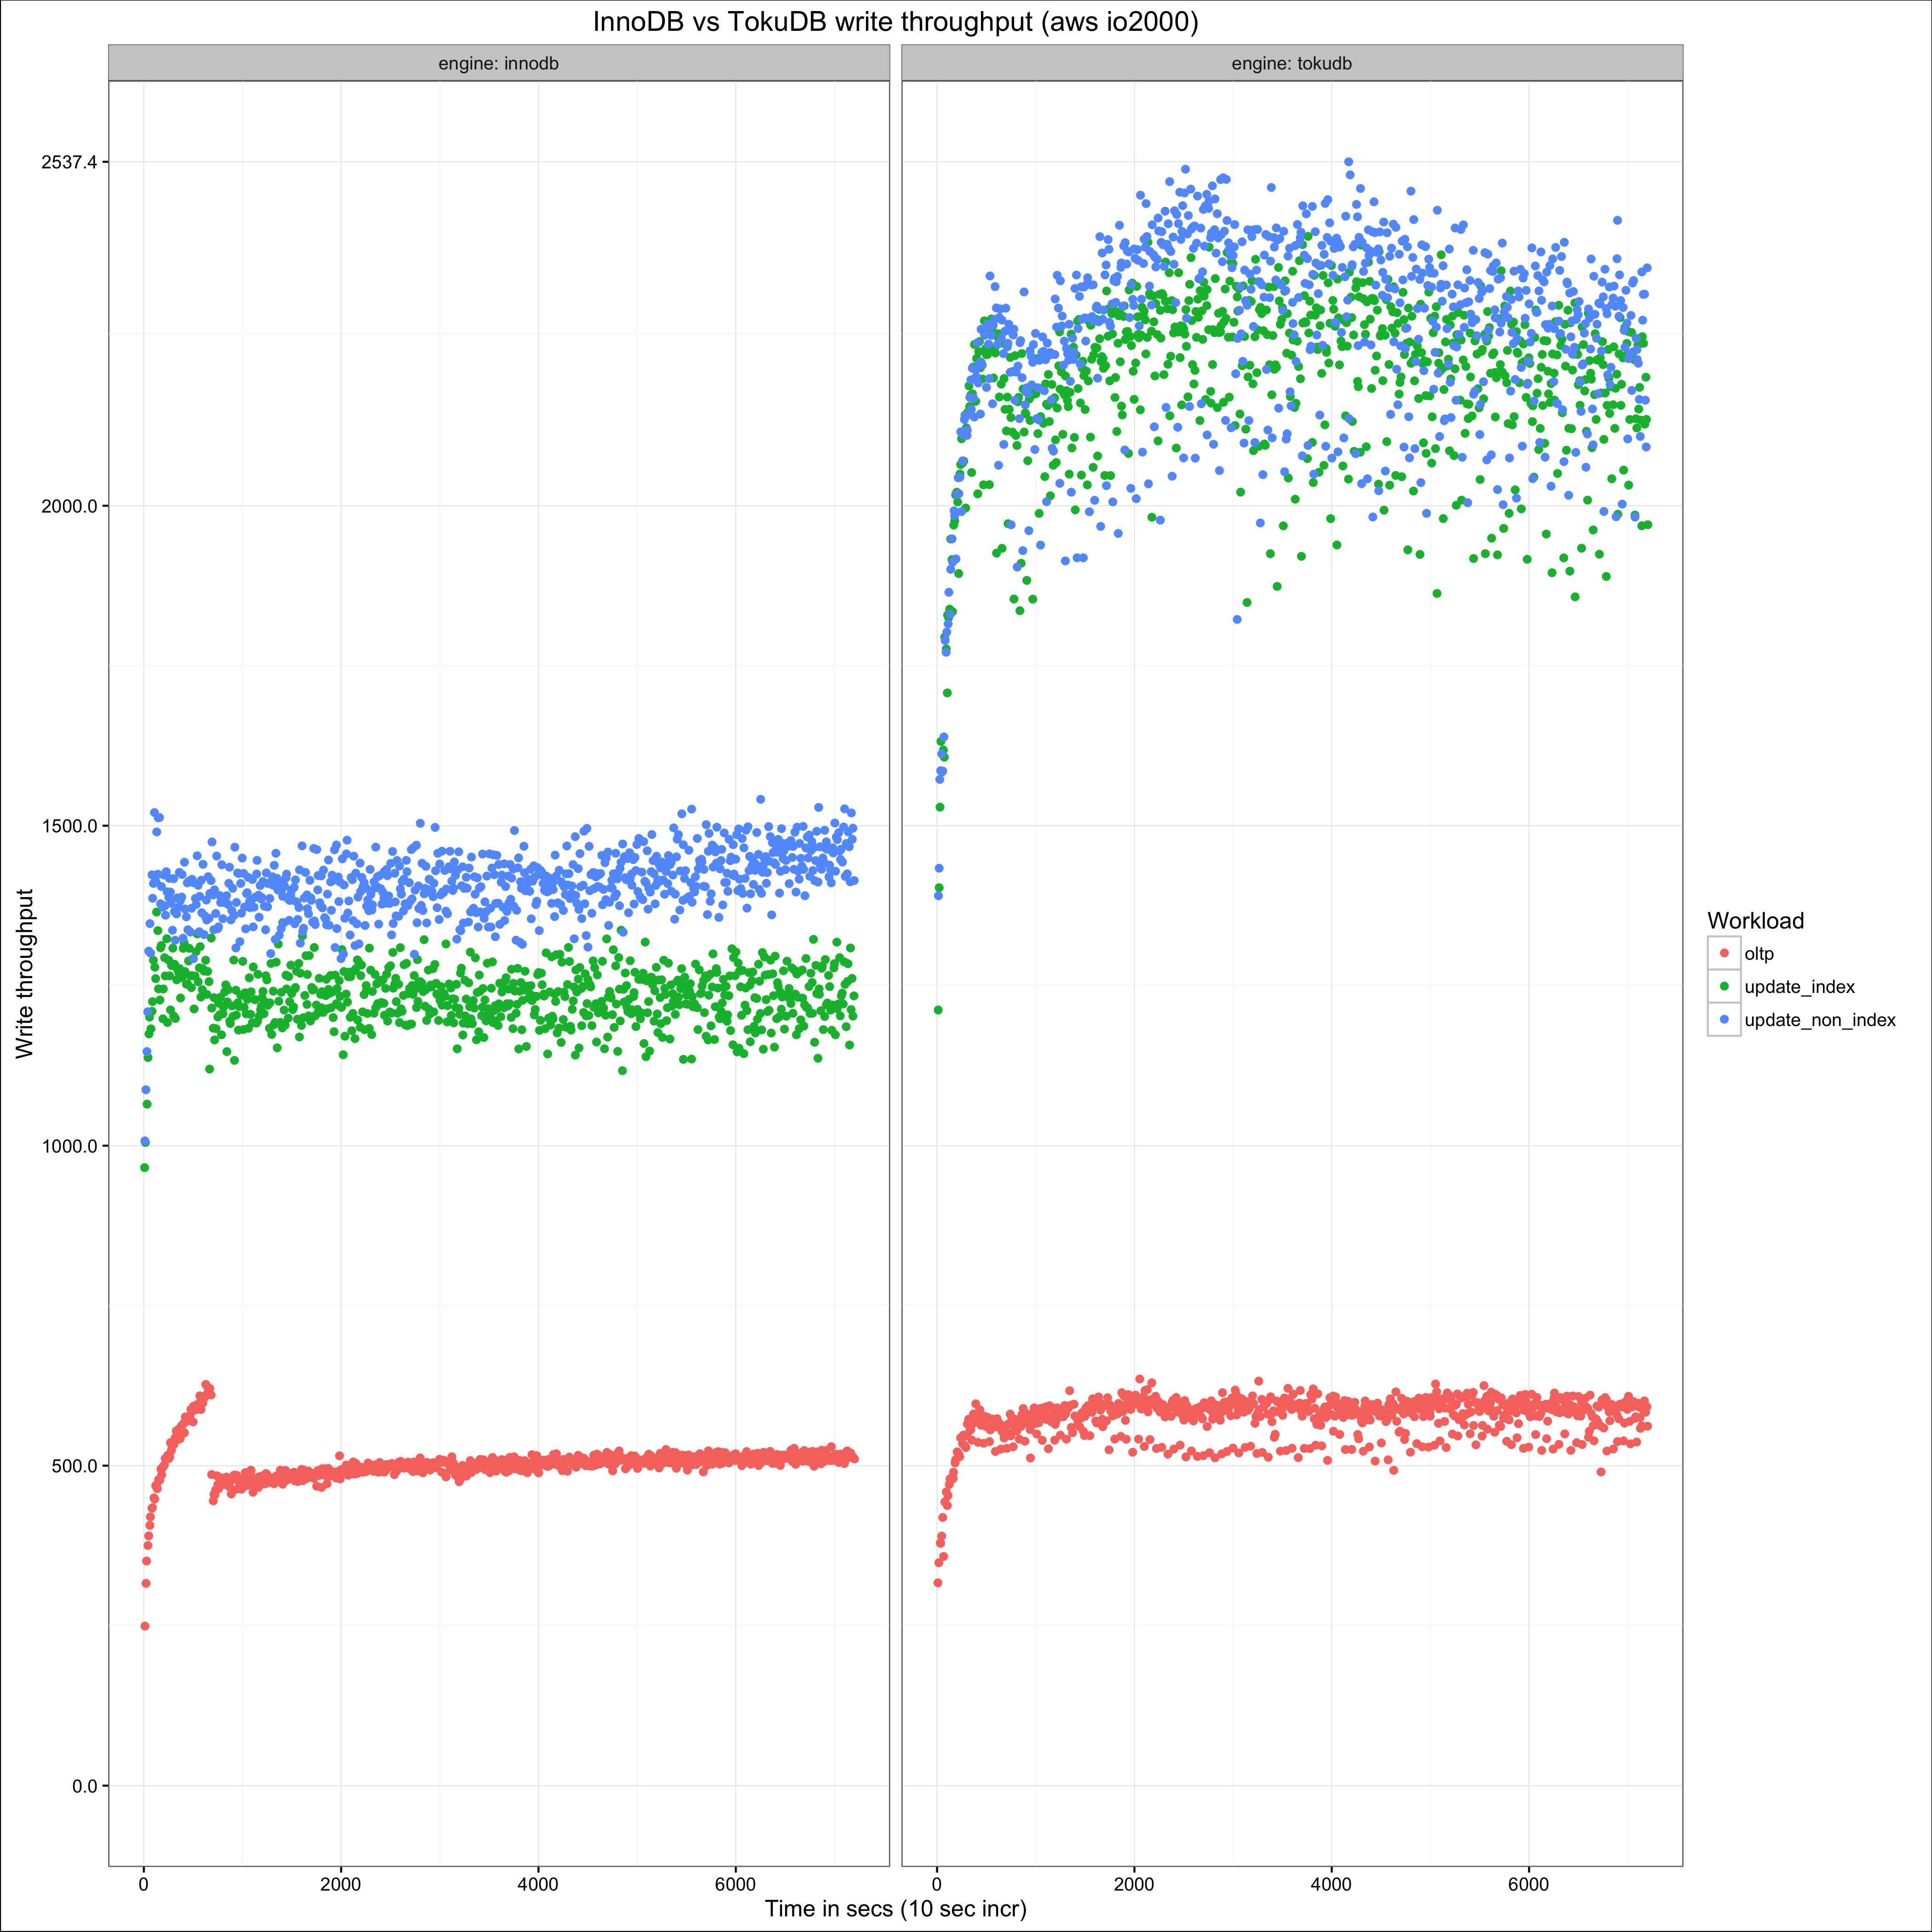 InnoDB vs TokuDB write throughput (aws io2000)
engine: innodb
engine: tokudb
2537.4
2000.0
1500.0
1000.0
500.0
0.0
Write throughput
0
2000
4000
6000
0
2000
4000
6000
Time in secs (10 sec incr)
Workload
oltp
update_index
update_non_index